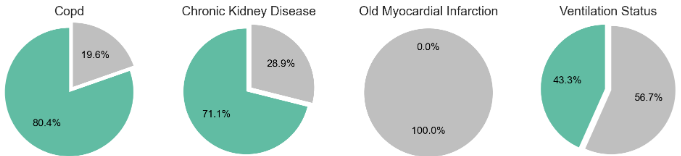 Copd
19.6%
80.4%
Chronic Kidney Disease
28.9%
71.1%
Old Myocardial Infarction
0.0%
100.0%
Ventilation Status
43.3%
56.7%